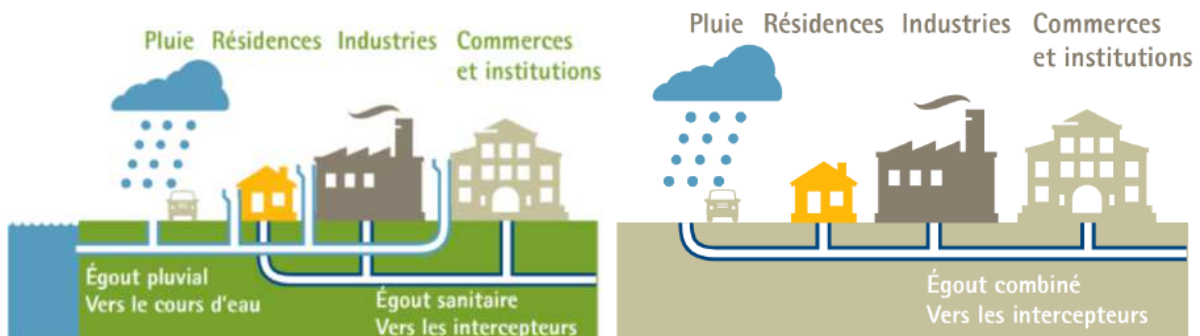 Pluie Résidences Industries Commerces
et institutions
Égout pluvial
Vers le cours d'eau
Égout sanitaire
Vers les intercepteurs
Pluie Résidences Industries Commerces
et institutions
Égout combiné
Vers les intercepteurs